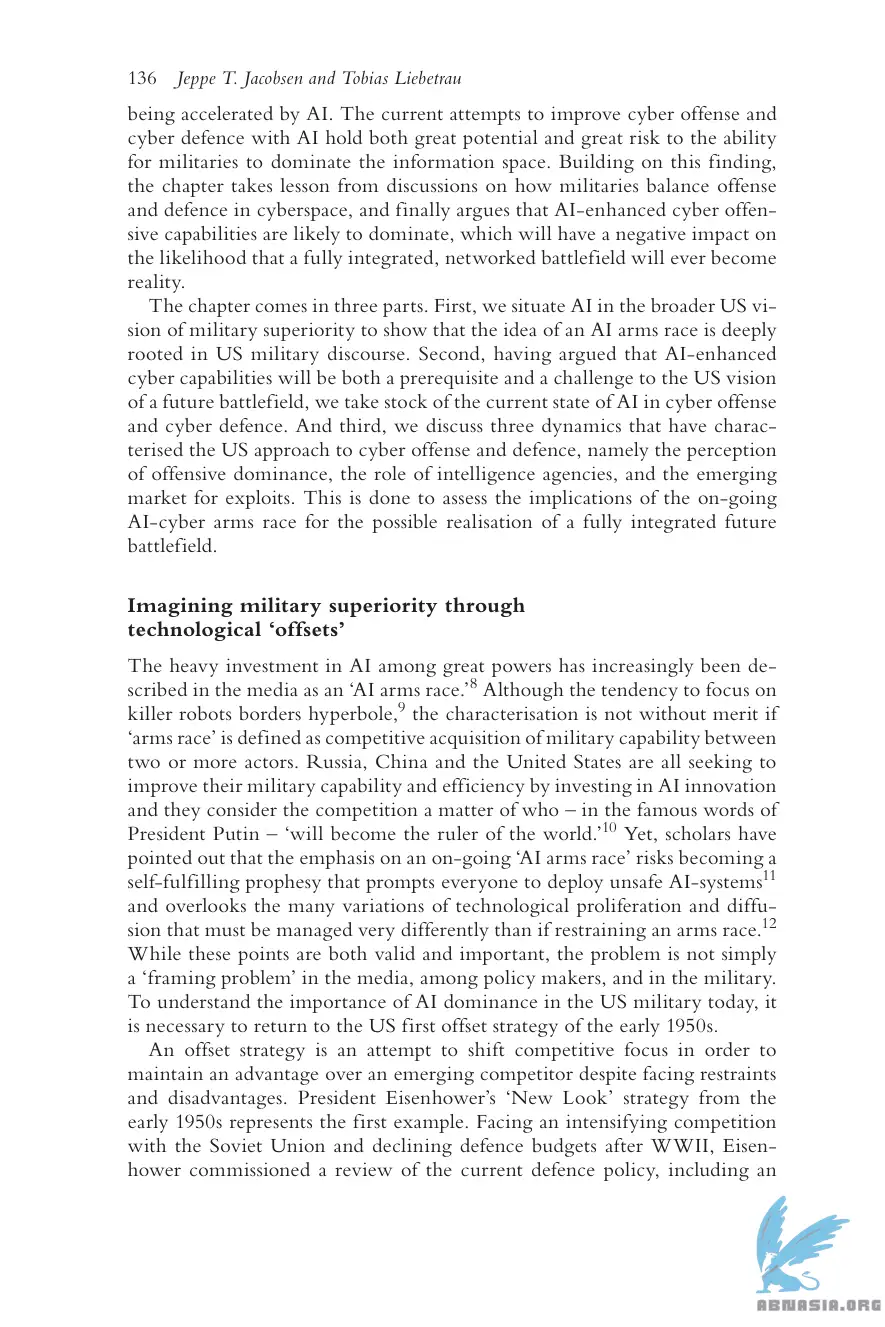 136 Jeppe T. Jacobsen and Tobias Liebetrau
being accelerated by AI. The current attempts to improve cyber offense and
cyber defence with AI hold both great potential and great risk to the ability
for militaries to dominate the information space. Building on this finding,
the chapter takes lesson from discussions on how militaries balance offense
and defence in cyberspace, and finally argues that AI-enhanced cyber offen-
sive capabilities are likely to dominate, which will have a negative impact on
the likelihood that a fully integrated, networked battlefield will ever become
reality.
The chapter comes in three parts. First, we situate AI in the broader US vi-
sion of military superiority to show that the idea of an AI arms race is deeply
rooted in US military discourse. Second, having argued that AI-enhanced
cyber capabilities will be both a prerequisite and a challenge to the US vision
of a future battlefield, we take stock of the current state of AI in cyber offense
and cyber defence. And third, we discuss three dynamics that have charac-
terised the US approach to cyber offense and defence, namely the perception
of offensive dominance, the role of intelligence agencies, and the emerging
market for exploits. This is done to assess the implications of the on-going
AI-cyber arms race for the possible realisation of a fully integrated future
battlefield.
Imagining military superiority through
technological ‘offsets’
The heavy investment in AI among great powers has increasingly been de-
scribed in the media as an ‘AI arms race.’8 Although the tendency to focus on
killer robots borders hyperbole,9 the characterisation is not without merit if
‘arms race’ is defined as competitive acquisition of military capability between
two or more actors. Russia, China and the United States are all seeking to
improve their military capability and efficiency by investing in AI innovation
and they consider the competition a matter of who – in the famous words of
President Putin – ‘will become the ruler of the world.’10 Yet, scholars have
pointed out that the emphasis on an on-going ‘AI arms race’ risks becoming a
self-fulfilling prophesy that prompts everyone to deploy unsafe AI-systems11
and overlooks the many variations of technological proliferation and diffu-
sion that must be managed very differently than if restraining an arms race.12
While these points are both valid and important, the problem is not simply
a ‘framing problem’ in the media, among policy makers, and in the military.
To understand the importance of AI dominance in the US military today, it
is necessary to return to the US first offset strategy of the early 1950s.
An offset strategy is an attempt to shift competitive focus in order to
maintain an advantage over an emerging competitor despite facing restraints
and disadvantages. President Eisenhower’s ‘New Look’ strategy from the
early 1950s represents the first example. Facing an intensifying competition
with the Soviet Union and declining defence budgets after WWII, Eisen-
hower commissioned a review of the current defence policy, including an
ABNASIA.ORG